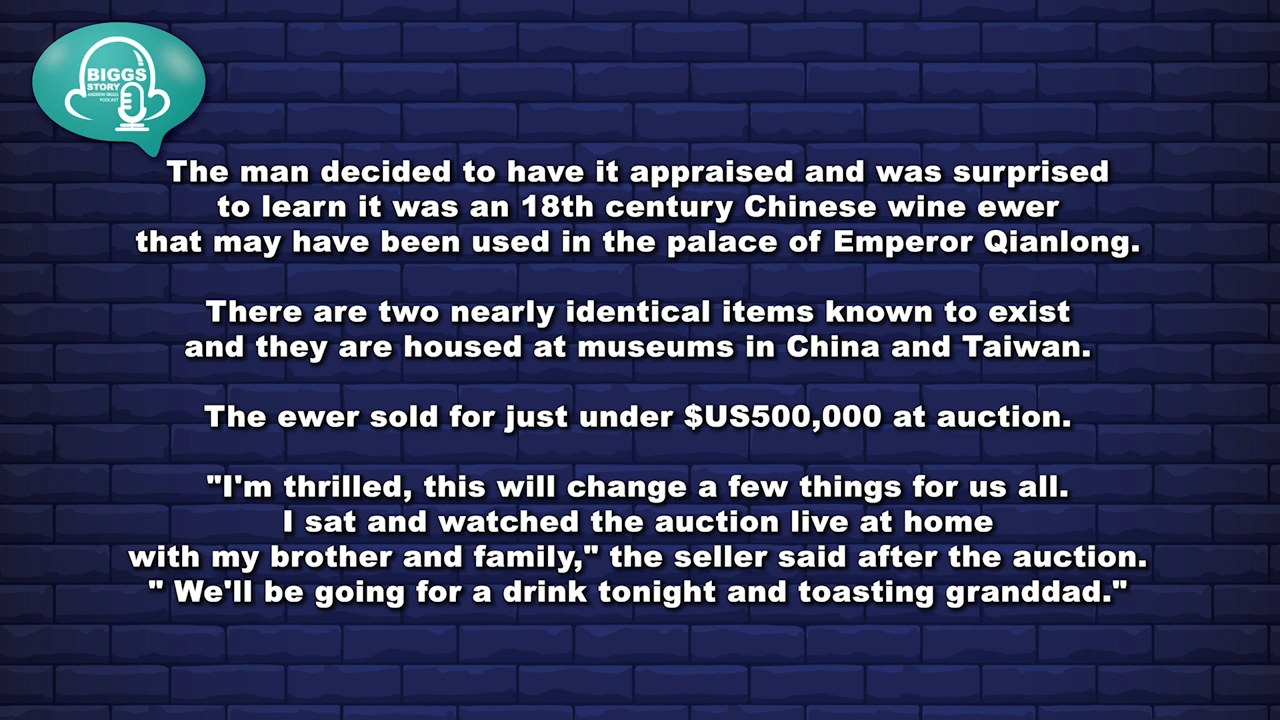 BIGGS
STORY
ANDREW BIGGS
PODCAST
The man decided to have it appraised and was surprised
to learn it was an 18th century Chinese wine ewer
that may have been used in the palace of Emperor Qianlong.
There are two nearly identical items known to exist
and they are housed at museums in China and Taiwan.
The ewer sold for just under $US500,000 at auction.
"I'm thrilled, this will change a few things for us all.
I sat and watched the auction live at home
with my brother and family," the seller said after the auction.
" We'll be going for a drink tonight and toasting granddad."